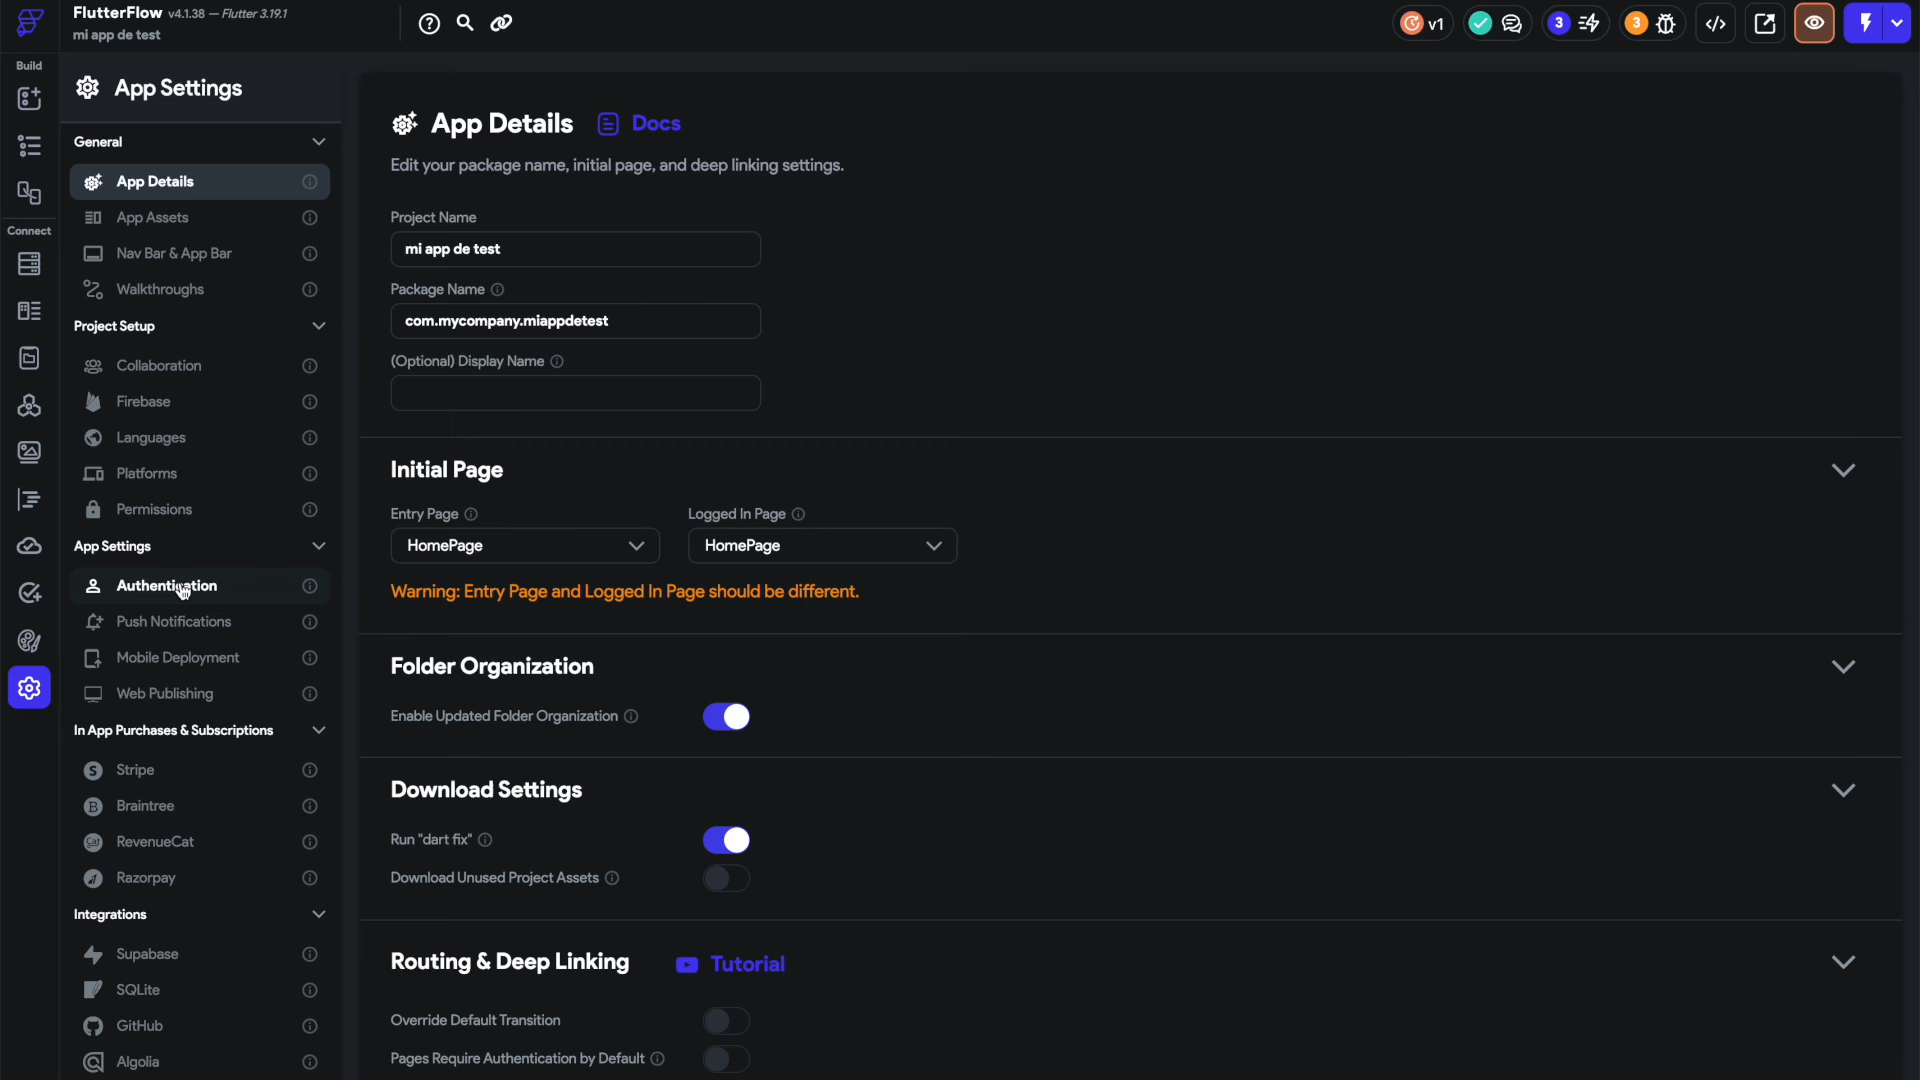 FlutterFlow v4.1.38 — Flutter 3.19.1
mi app de test
v1
3
3
Build
Connect
App Settings
General
App Details
App Assets
Nav Bar & App Bar
Walkthroughs
Project Setup
Collaboration
Firebase
Languages
Platforms
Permissions
App Settings
Authentication
Push Notifications
Mobile Deployment
Web Publishing
In App Purchases & Subscriptions
Stripe
Braintree
RevenueCat
Razorpay
Integrations
Supabase
SQLite
GitHub
Algolia
App Details Docs
Edit your package name, initial page, and deep linking settings.
Project Name
mi app de test
Package Name
com.mycompany.miappdetest
(Optional) Display Name
Initial Page
Entry Page Logged In Page
HomePage HomePage
Warning: Entry Page and Logged In Page should be different.
Folder Organization
Enable Updated Folder Organization
Download Settings
Run "dart fix"
Download Unused Project Assets
Routing & Deep Linking Tutorial
Override Default Transition
Pages Require Authentication by Default